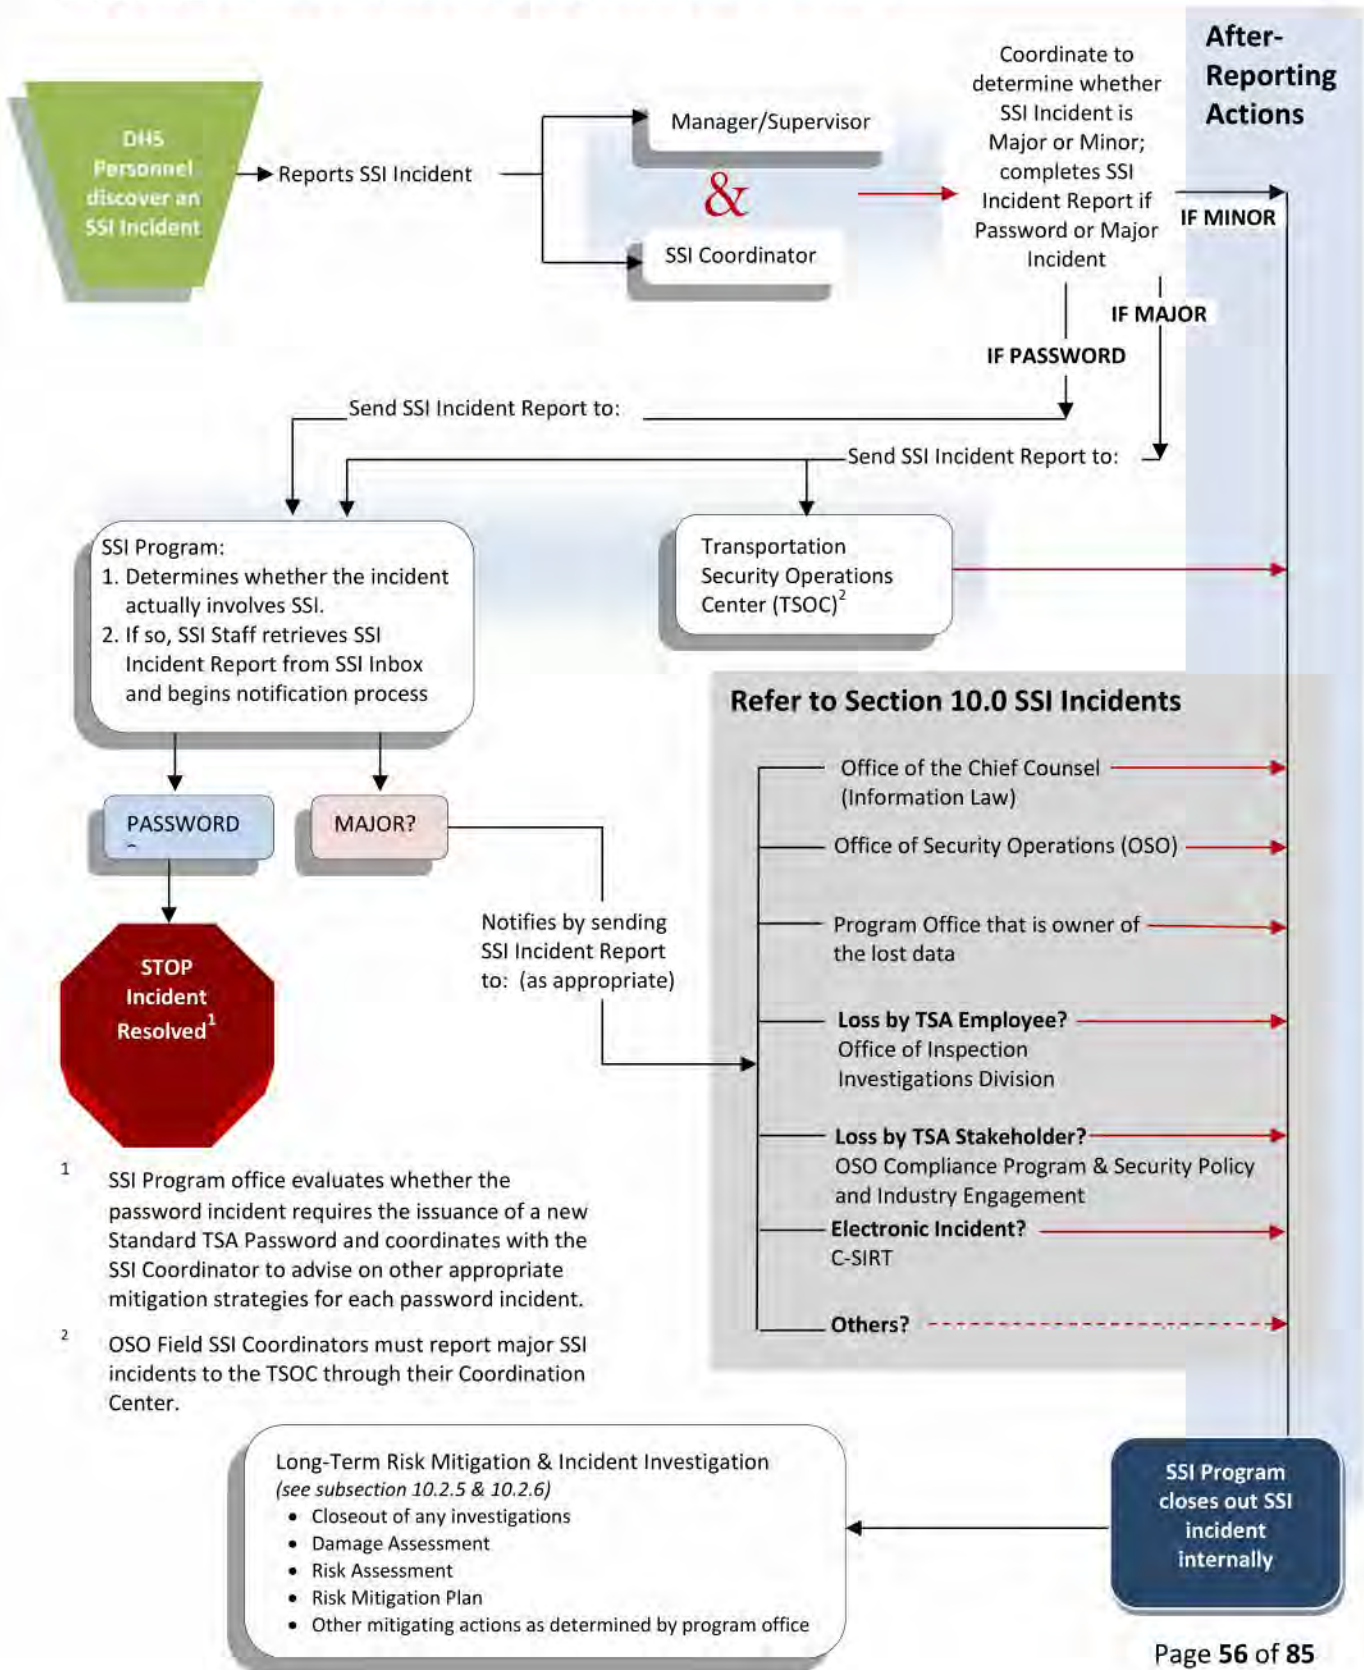 After-
Reporting
Actions
DHS
Personnel
discover an
SSI Incident
Reports SSI Incident
Manager/Supervisor
&
SSI Coordinator
Coordinate to
determine whether
SSI Incident is
Major or Minor;
completes SSI
Incident Report if
Password or Major
Incident
IF MINOR
IF MAJOR
IF PASSWORD
Send SSI Incident Report to:
Send SSI Incident Report to:
SSI Program:
1. Determines whether the incident
actually involves SSI.
2. If so, SSI Staff retrieves SSI
Incident Report from SSI Inbox
and begins notification process
Transportation
Security Operations
Center (TSOC)2
PASSWORD
MAJOR?
STOP
Incident
Resolved1
Notifies by sending
SSI Incident Report
to: (as appropriate)
Refer to Section 10.0 SSI Incidents
Office of the Chief Counsel
(Information Law)
Office of Security Operations (OSO)
Program Office that is owner of
the lost data
Loss by TSA Employee?
Office of Inspection
Investigations Division
Loss by TSA Stakeholder?
OSO Compliance Program & Security Policy
and Industry Engagement
Electronic Incident?
C-SIRT
Others?
1 SSI Program office evaluates whether the
password incident requires the issuance of a new
Standard TSA Password and coordinates with the
SSI Coordinator to advise on other appropriate
mitigation strategies for each password incident.
2 OSO Field SSI Coordinators must report major SSI
incidents to the TSOC through their Coordination
Center.
Long-Term Risk Mitigation & Incident Investigation
(see subsection 10.2.5 & 10.2.6)
• Closeout of any investigations
• Damage Assessment
• Risk Assessment
• Risk Mitigation Plan
• Other mitigating actions as determined by program office
SSI Program
closes out SSI
incident
internally
Page 56 of 85